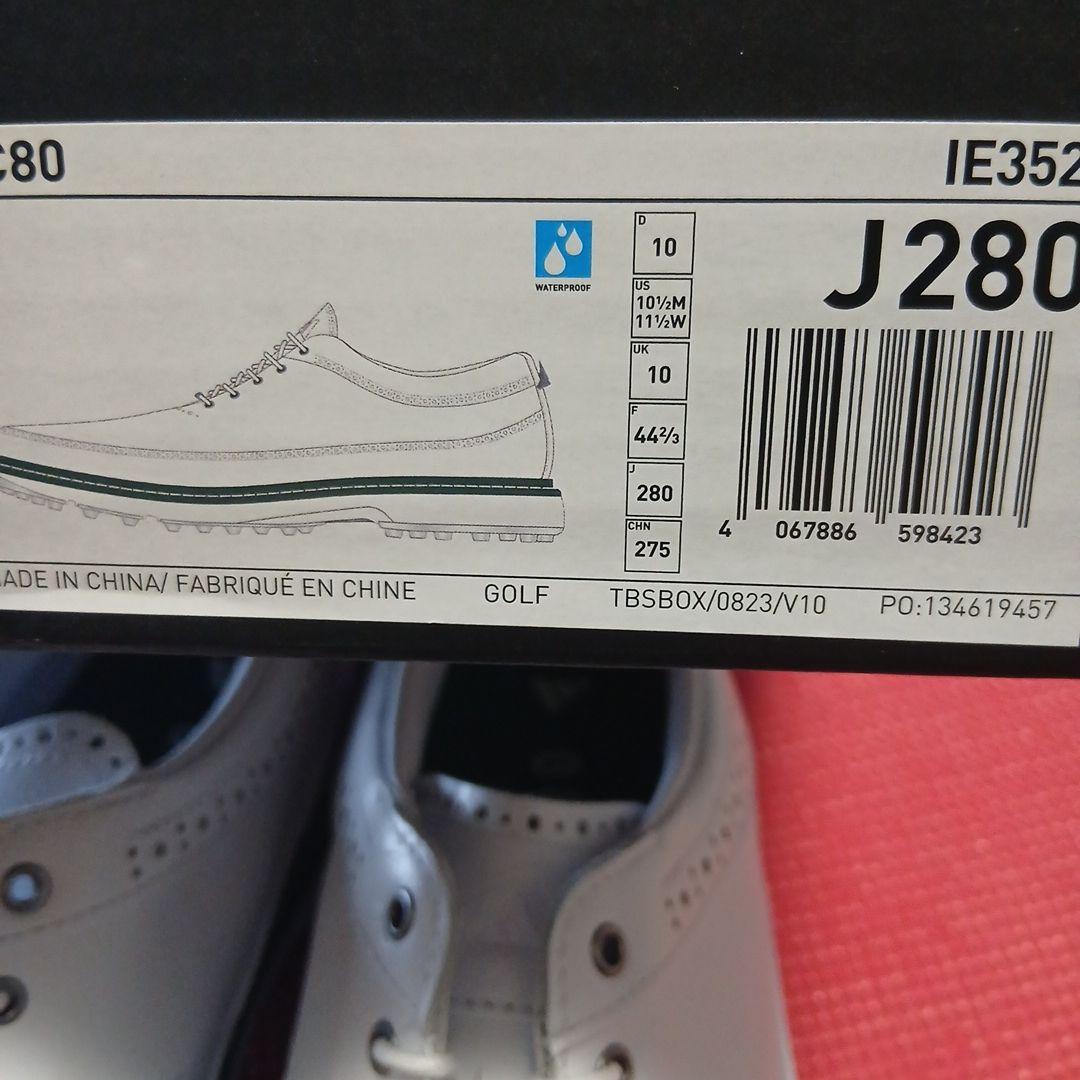 C80
IE352
J280
WATERPROOF
D
10
US
10½M
11½W
UK
10
F
44⅔
J
280
CHN
275
4 067886 598423
MADE IN CHINA/ FABRIQUÉ EN CHINE GOLF TBSBOX/0823/V10 PO:134619457